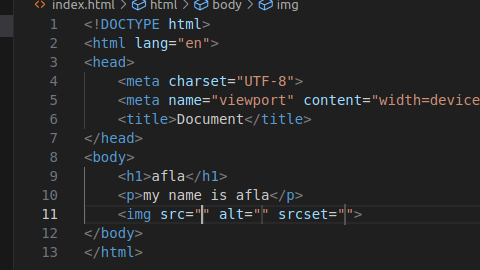 index.html > html > body > img
1 <!DOCTYPE html>
2 <html lang="en">
3 <head>
4 <meta charset="UTF-8">
5 <meta name="viewport" content="width=device
6 <title>Document</title>
7 </head>
8 <body>
9 <h1>afla</h1>
10 <p>my name is afla</p>
11 <img src="" alt="" srcset="">
12 </body>
13 </html>